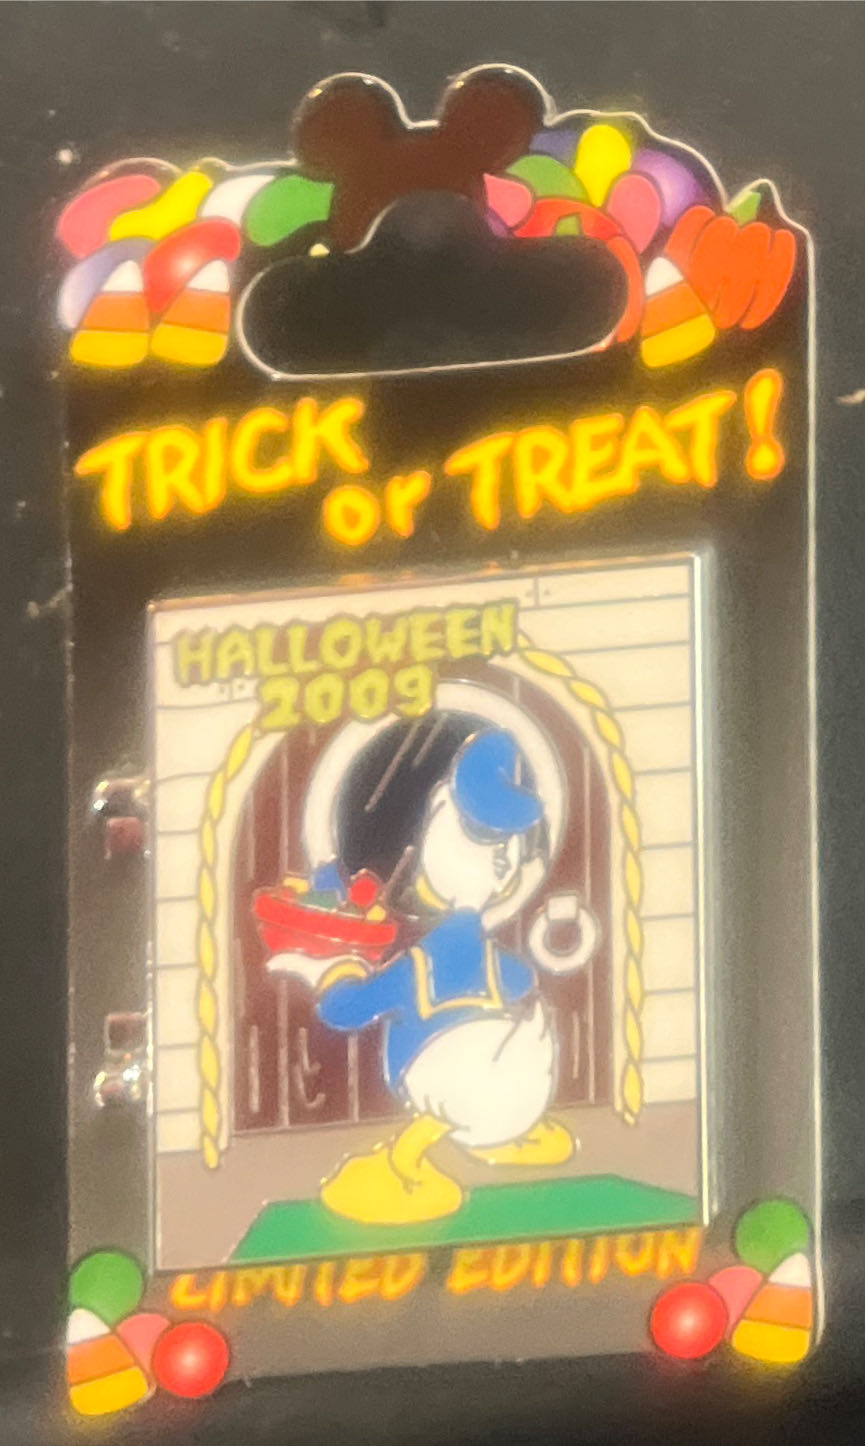 TRICK or TREAT!
HALLOWEEN
2009
LIMITED EDITION